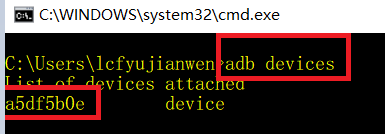 C:\WINDOWS\system32\cmd.exe
C:\Users\lcfyujianwen>adb devices
List of devices attached
a5df5b0e device